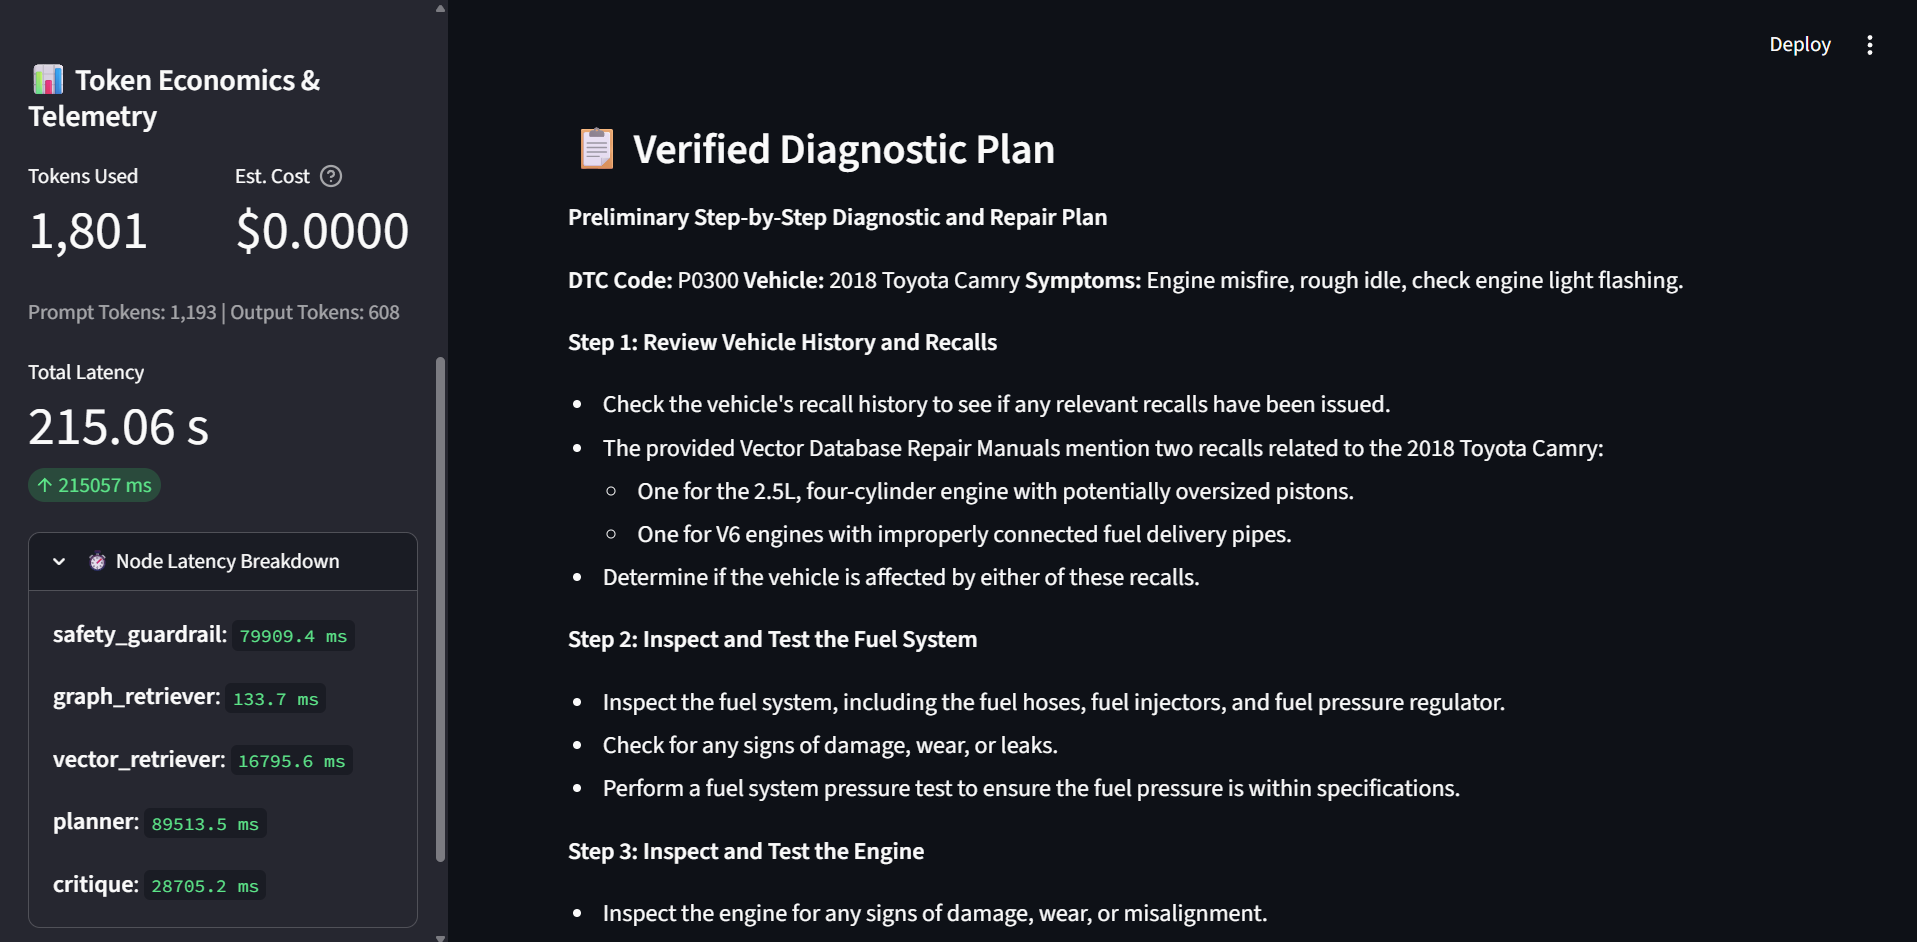 Token Economics &
Telemetry
Tokens Used
Est. Cost
1,801
$0.0000
Prompt Tokens: 1,193 | Output Tokens: 608
Total Latency
215.06 s
↑ 215057 ms
Node Latency Breakdown
safety_guardrail: 79909.4 ms
graph_retriever: 133.7 ms
vector_retriever: 16795.6 ms
planner: 89513.5 ms
critique: 28705.2 ms
Deploy
Verified Diagnostic Plan
Preliminary Step-by-Step Diagnostic and Repair Plan
DTC Code: P0300 Vehicle: 2018 Toyota Camry Symptoms: Engine misfire, rough idle, check engine light flashing.
Step 1: Review Vehicle History and Recalls
• Check the vehicle's recall history to see if any relevant recalls have been issued.
• The provided Vector Database Repair Manuals mention two recalls related to the 2018 Toyota Camry:
○ One for the 2.5L, four-cylinder engine with potentially oversized pistons.
○ One for V6 engines with improperly connected fuel delivery pipes.
• Determine if the vehicle is affected by either of these recalls.
Step 2: Inspect and Test the Fuel System
• Inspect the fuel system, including the fuel hoses, fuel injectors, and fuel pressure regulator.
• Check for any signs of damage, wear, or leaks.
• Perform a fuel system pressure test to ensure the fuel pressure is within specifications.
Step 3: Inspect and Test the Engine
• Inspect the engine for any signs of damage, wear, or misalignment.